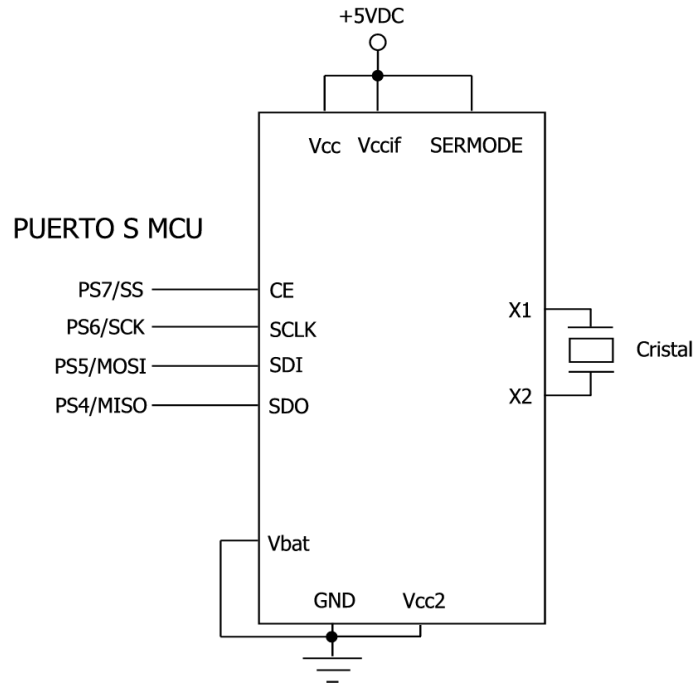 +5VDC
Vcc Vccif SERMODE
PUERTO S MCU
PS7/SS CE
X1
PS6/SCK SCLK
Cristal
PS5/MOSI SDI
X2
PS4/MISO SDO
Vbat
GND Vcc2